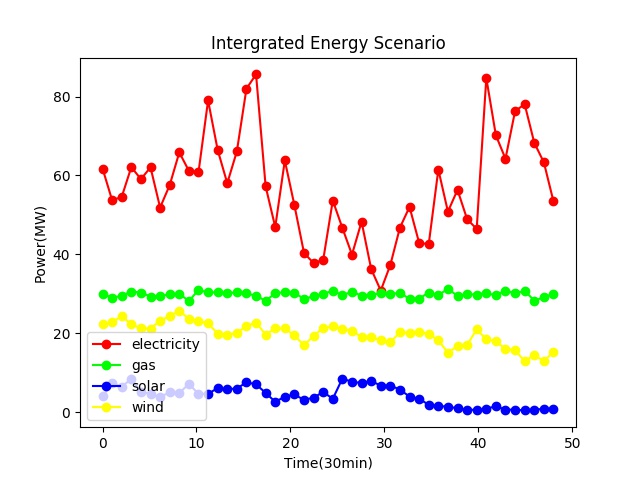 Intergrated Energy Scenario
Power(MW)
80
60
40
20
0
electricity
gas
solar
wind
0 10 20 30 40 50
Time(30min)